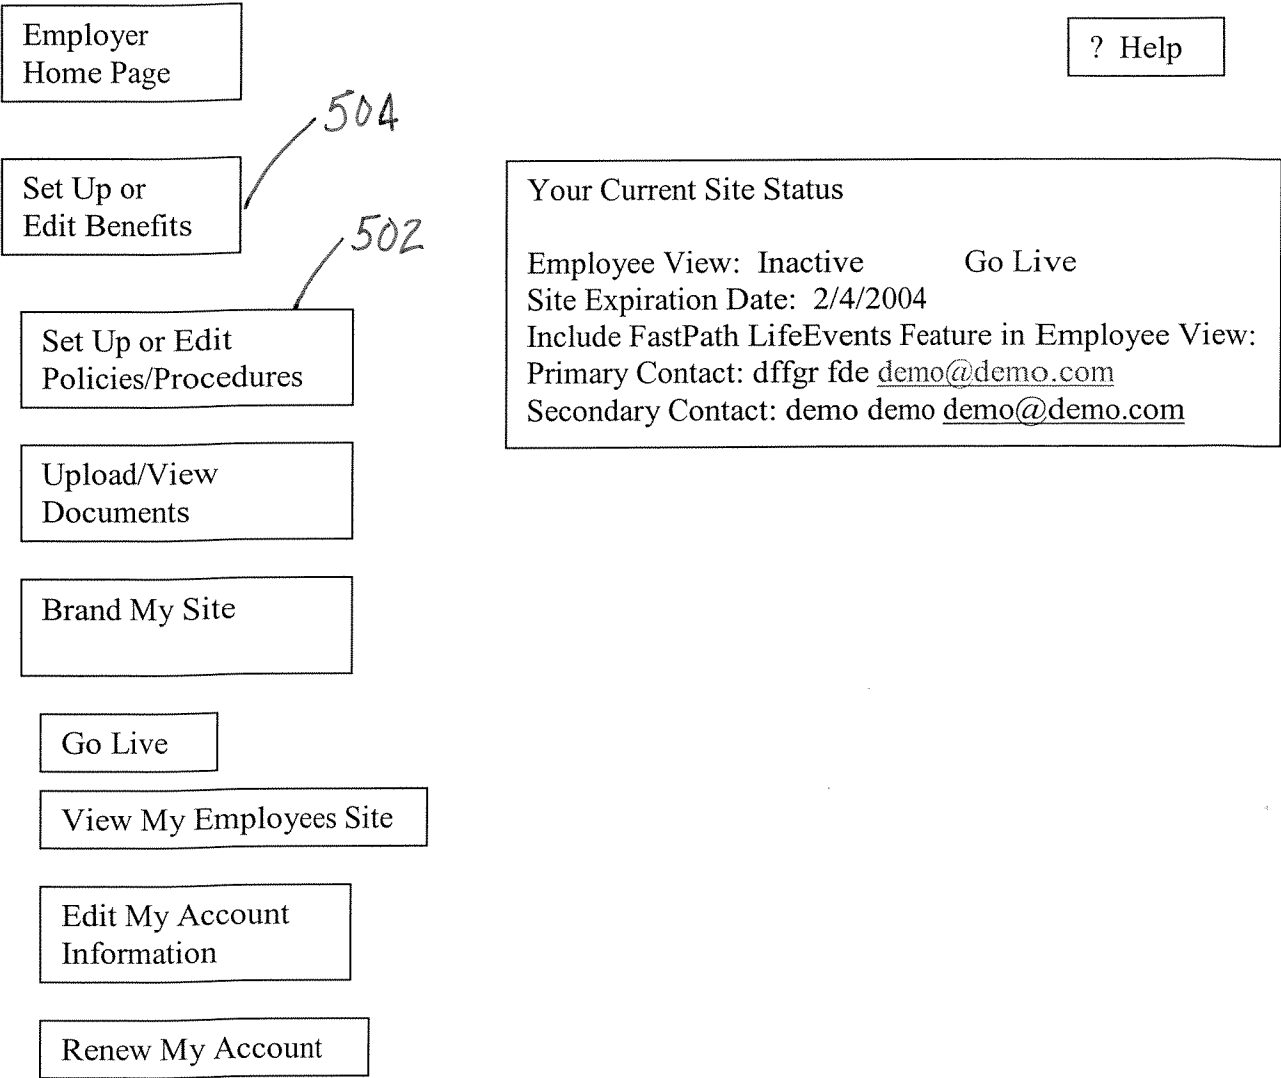 Employer
Home Page
? Help
504
Set Up or
Edit Benefits
502
Set Up or Edit
Policies/Procedures
Upload/View
Documents
Brand My Site
Go Live
View My Employees Site
Edit My Account
Information
Renew My Account
Your Current Site Status
Employee View: Inactive Go Live
Site Expiration Date: 2/4/2004
Include FastPath LifeEvents Feature in Employee View:
Primary Contact: dffgr fde demo@demo.com
Secondary Contact: demo demo demo@demo.com